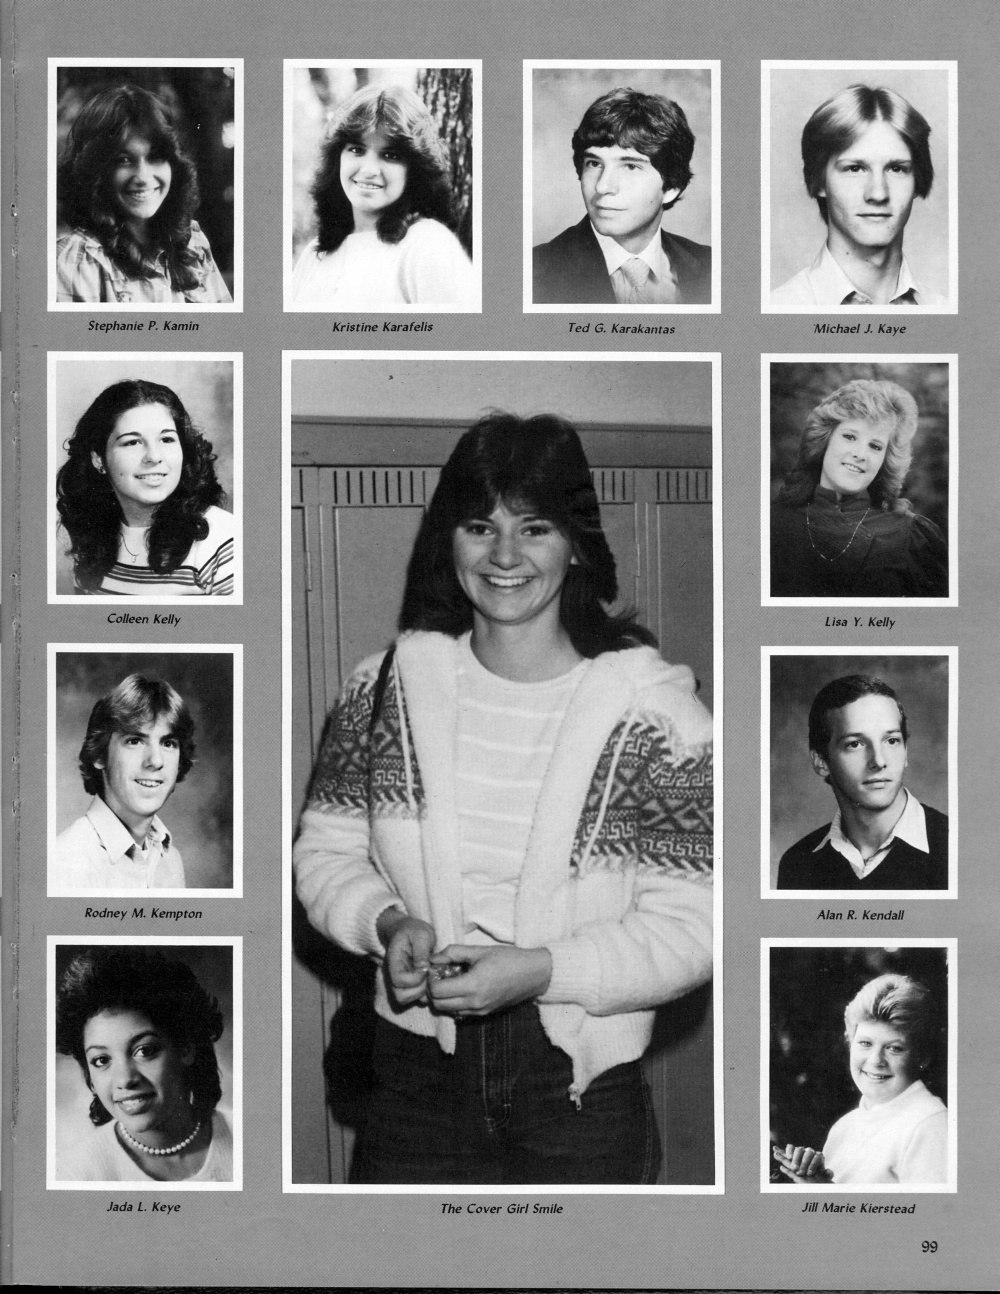 Stephanie P. Kamin
Kristine Karafelis
Ted G. Karakantas
Michael J. Kaye
Colleen Kelly
Lisa Y. Kelly
Rodney M. Kempton
Alan R. Kendall
Jada L. Keye
The Cover Girl Smile
Jill Marie Kierstead
99